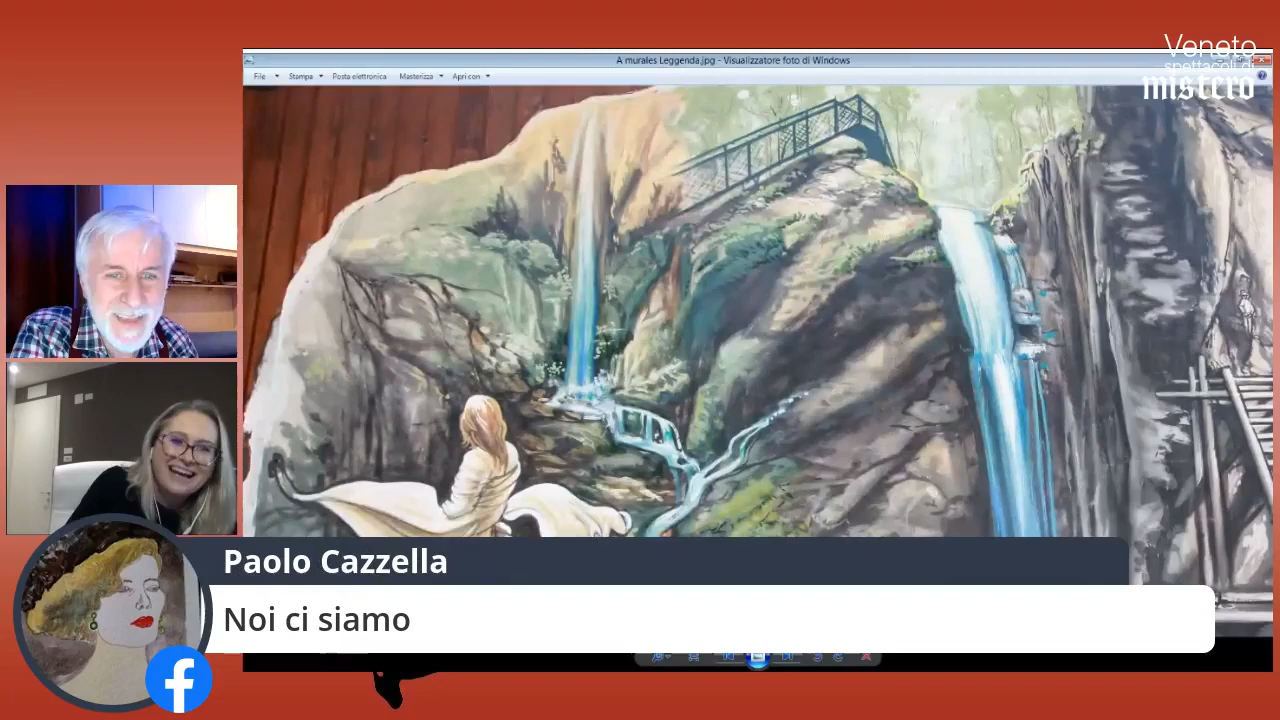 A murales Leggenda.jpg - Visualizzatore foto di Windows
File Stampa Posta elettronica Masterizza Apri con
Veneto
spettacoli di
mistero
Paolo Cazzella
Noi ci siamo